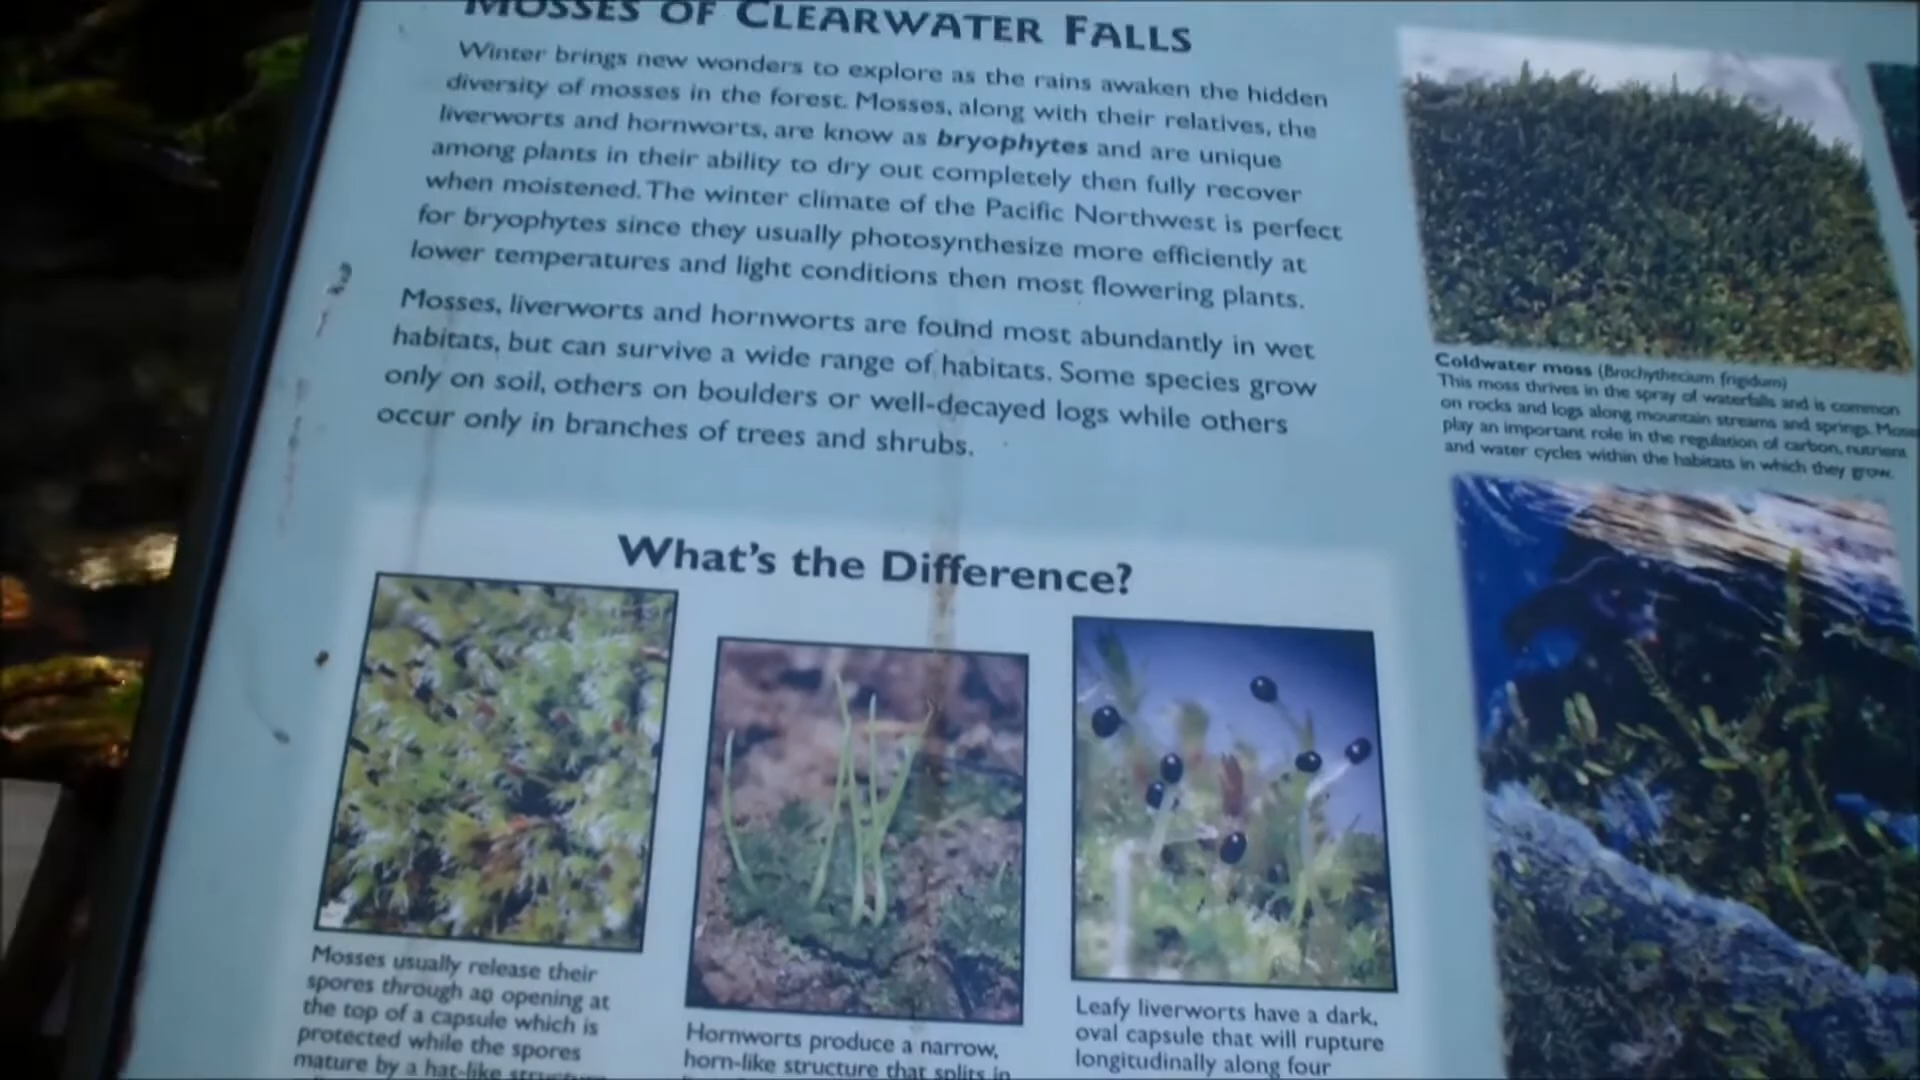 MOSSES OF CLEARWATER FALLS
Winter brings new wonders to explore as the rains awaken the hidden
diversity of mosses in the forest. Mosses, along with their relatives, the
liverworts and hornworts, are know as bryophytes and are unique
among plants in their ability to dry out completely then fully recover
when moistened. The winter climate of the Pacific Northwest is perfect
for bryophytes since they usually photosynthesize more efficiently at
lower temperatures and light conditions then most flowering plants.
Mosses, liverworts and hornworts are found most abundantly in wet
habitats, but can survive a wide range of habitats. Some species grow
only on soil, others on boulders or well-decayed logs while others
occur only in branches of trees and shrubs.
Coldwater moss (Brochythecium frigidum)
This moss thrives in the spray of waterfalls and is common
on rocks and logs along mountain streams and springs.
play an important role in the regulation of carbon, nutrient
and water cycles within the habitats in which they grow.
What's the Difference?
Mosses usually release their
spores through an opening at
the top of a capsule which is
protected while the spores
mature by a hat-like structure
Hornworts produce a narrow,
horn-like structure that splits in
Leafy liverworts have a dark,
oval capsule that will rupture
longitudinally along four